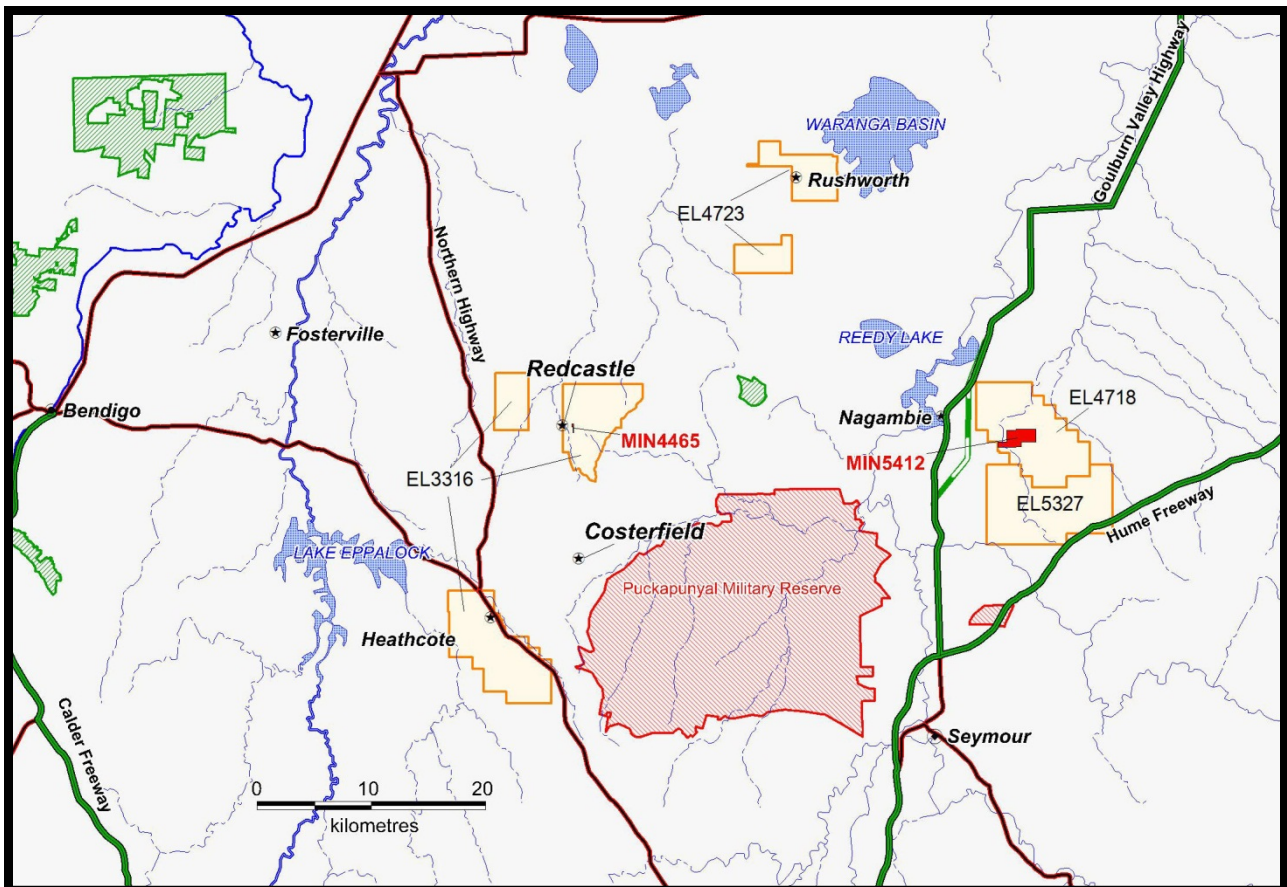 WARANGA BASIN
Goulburn Valley Highway
Rushworth
EL4723
Northern Highway
Fosterville
REEDY LAKE
Redcastle
Bendigo
Nagambie
EL4718
MIN4465
MIN5412
EL3316
EL5327
Hume Freeway
Costerfield
LAKE EPPALOCK
Puckapunyal Military Reserve
Heathcote
Calder Freeway
Seymour
0 10 20
kilometres